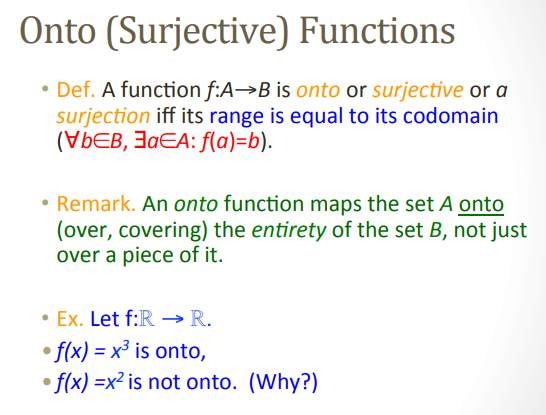 Onto (Surjective) Functions
• Def. A function f:A→B is onto or surjective or a
surjection iff its range is equal to its codomain
(∀b∈B, ∃a∈A: f(a)=b).
• Remark. An onto function maps the set A onto
(over, covering) the entirety of the set B, not just
over a piece of it.
• Ex. Let f:ℝ → ℝ.
• f(x) = x³ is onto,
• f(x) =x² is not onto. (Why?)